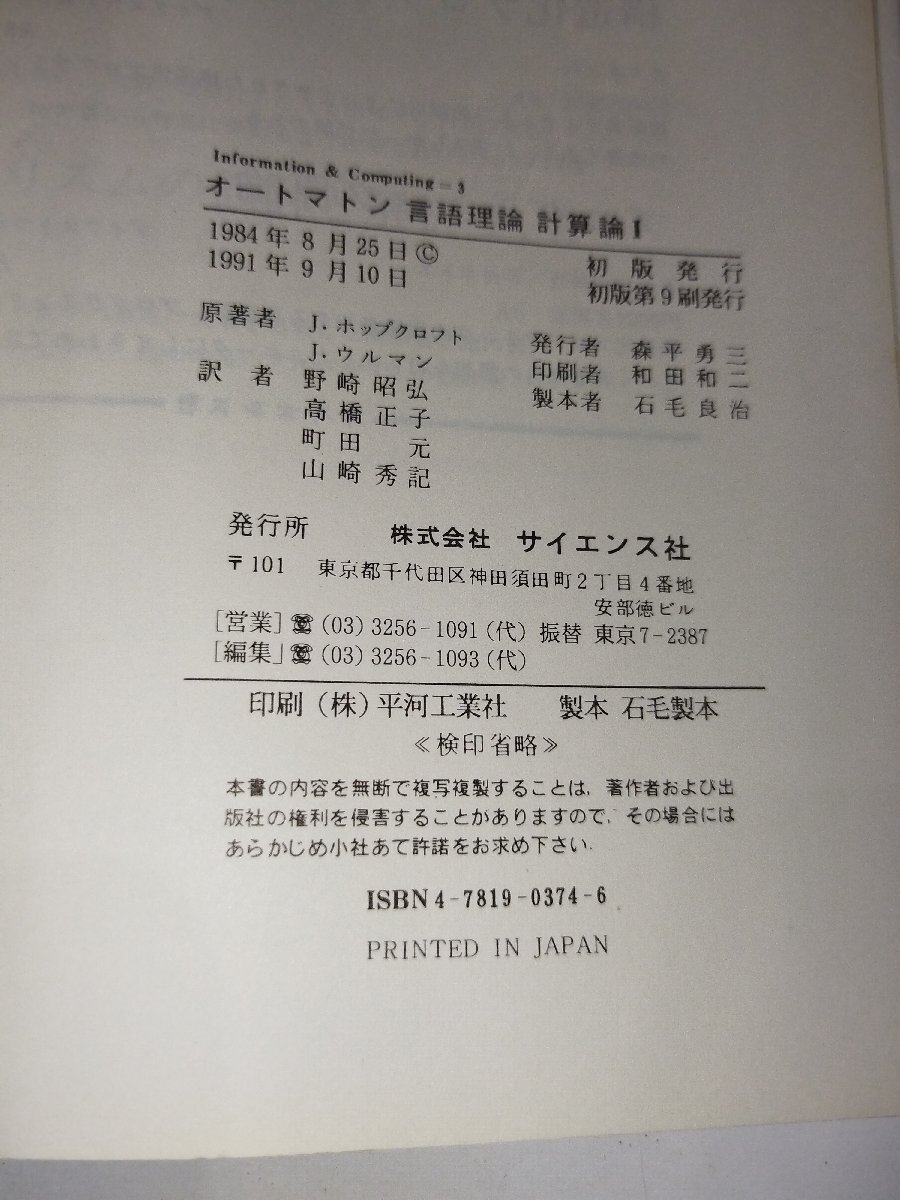 Information & Computing = 3
オートマトン 言語理論 計算論 I
1984年 8 月 25日 © 初版発行
1991年 9 月 10日 初版第9刷発行
原著者 J. ホップクロフト 発行者 森平勇三
J. ウルマン 印刷者 和田和二
訳者 野崎昭弘 製本者 石毛良治
高橋正子
町田 元
山崎秀記
発行所 株式会社 サイエンス社
〒101 東京都千代田区神田須田町2丁目4番地
安部徳ビル
[営業] ☎ (03) 3256-1091 (代) 振替 東京7-2387
[編集] ☎ (03) 3256-1093 (代)
印刷 (株) 平河工業社 製本 石毛製本
≪検印省略≫
本書の内容を無断で複写複製することは, 著作者および出
版社の権利を侵害することがありますので, その場合には
あらかじめ小社あて許諾をお求め下さい.
ISBN4-7819-0374-6
PRINTED IN JAPAN